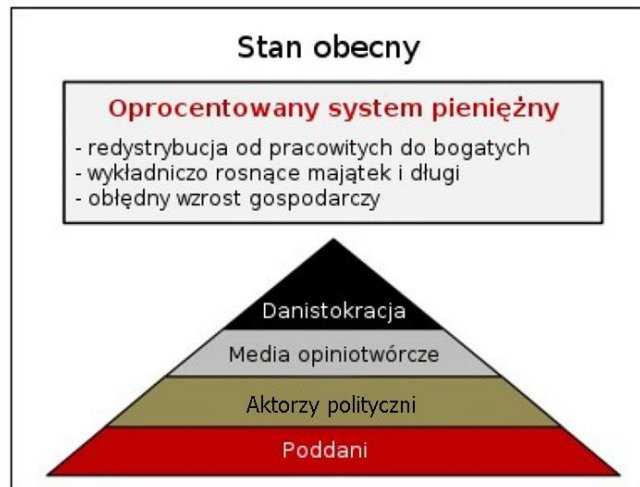 Stan obecny
Oprocentowany system pieniężny
- redystrybucja od pracowitych do bogatych
- wykładniczo rosnące majątek i długi
- obłędny wzrost gospodarczy
Danistokracja
Media opiniotwórcze
Aktorzy polityczni
Poddani